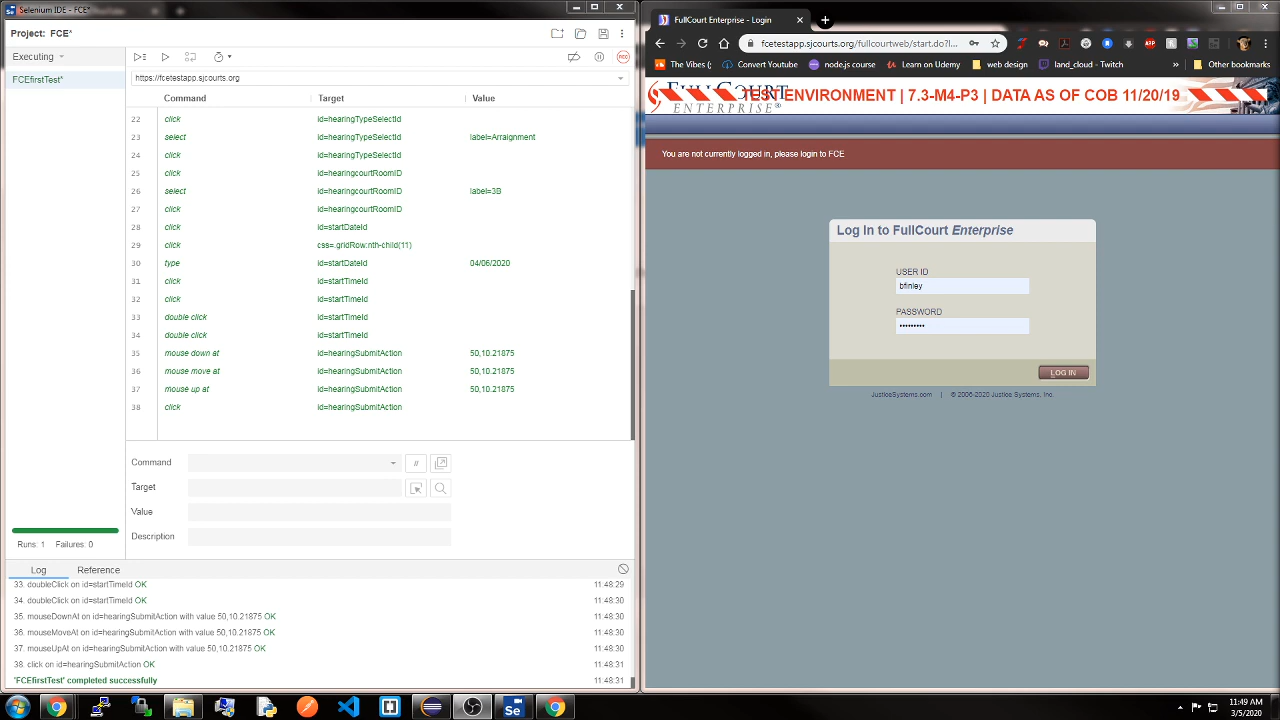 Selenium IDE - FCE*
Project: FCE*
Executing
FCEfirstTest*
https://fcetestapp.sjcourts.org
Command Target Value
22 click id=hearingTypeSelectId
23 select id=hearingTypeSelectId label=Arraignment
24 click id=hearingTypeSelectId
25 click id=hearingcourtRoomID
26 select id=hearingcourtRoomID label=3B
27 click id=hearingcourtRoomID
28 click id=startDateId
29 click css=.gridRow:nth-child(11)
30 type id=startDateId 04/06/2020
31 click id=startTimeId
32 click id=startTimeId
33 double click id=startTimeId
34 double click id=startTimeId
35 mouse down at id=hearingSubmitAction 50,10.21875
36 mouse move at id=hearingSubmitAction 50,10.21875
37 mouse up at id=hearingSubmitAction 50,10.21875
38 click id=hearingSubmitAction
Command //
Target
Value
Description
Runs: 1 Failures: 0
Log Reference
33. doubleClick on id=startTimeId OK 11:48:29
34. doubleClick on id=startTimeId OK 11:48:30
35. mouseDownAt on id=hearingSubmitAction with value 50,10.21875 OK 11:48:30
36. mouseMoveAt on id=hearingSubmitAction with value 50,10.21875 OK 11:48:30
37. mouseUpAt on id=hearingSubmitAction with value 50,10.21875 OK 11:48:30
38. click on id=hearingSubmitAction OK 11:48:31
'FCEfirstTest' completed successfully 11:48:31
FullCourt Enterprise - Login
fcetestapp.sjcourts.org/fullcourtweb/start.do?l...
The Vibes (; Convert Youtube node.js course Learn on Udemy web design land_cloud - Twitch » Other bookmarks
TEST ENVIRONMENT | 7.3-M4-P3 | DATA AS OF COB 11/20/19
ENTERPRISE®
You are not currently logged in, please login to FCE
Log In to FullCourt Enterprise
USER ID
bfinley
PASSWORD
•••••••••
LOG IN
JusticeSystems.com | © 2006-2020 Justice Systems, Inc.
11:49 AM
3/5/2020